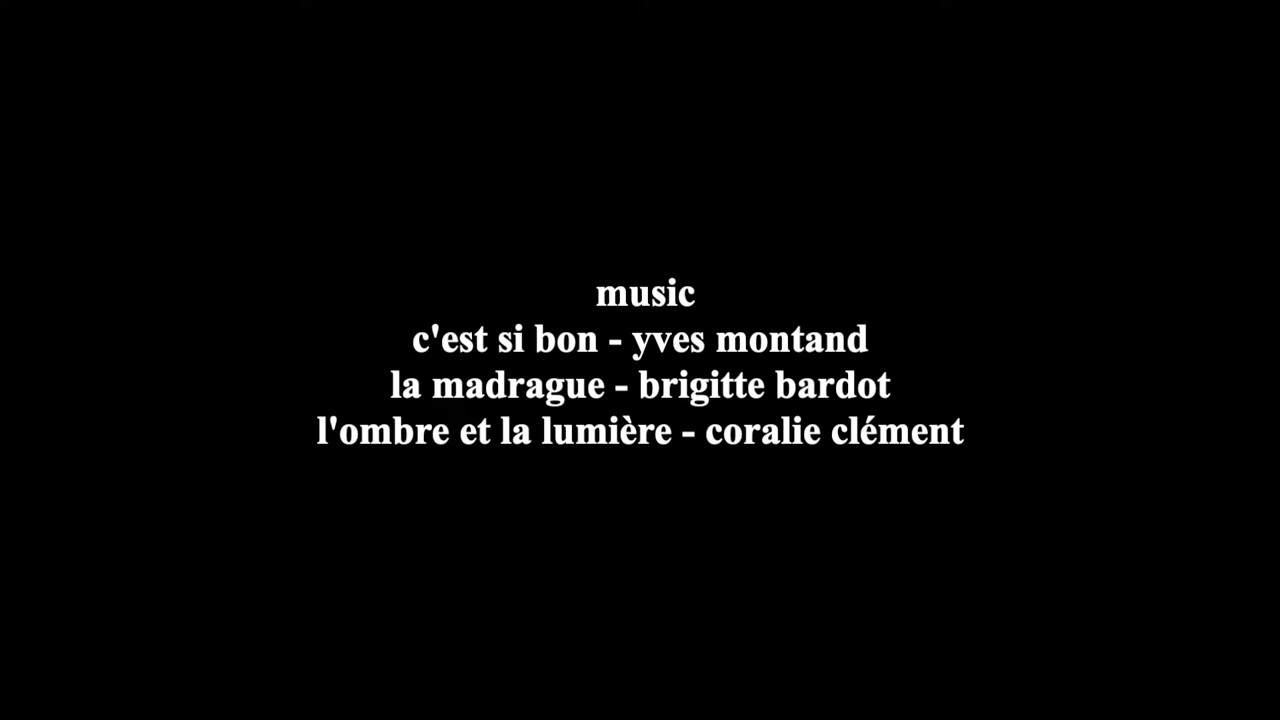 music
c'est si bon - yves montand
la madrague - brigitte bardot
l'ombre et la lumière - coralie clément